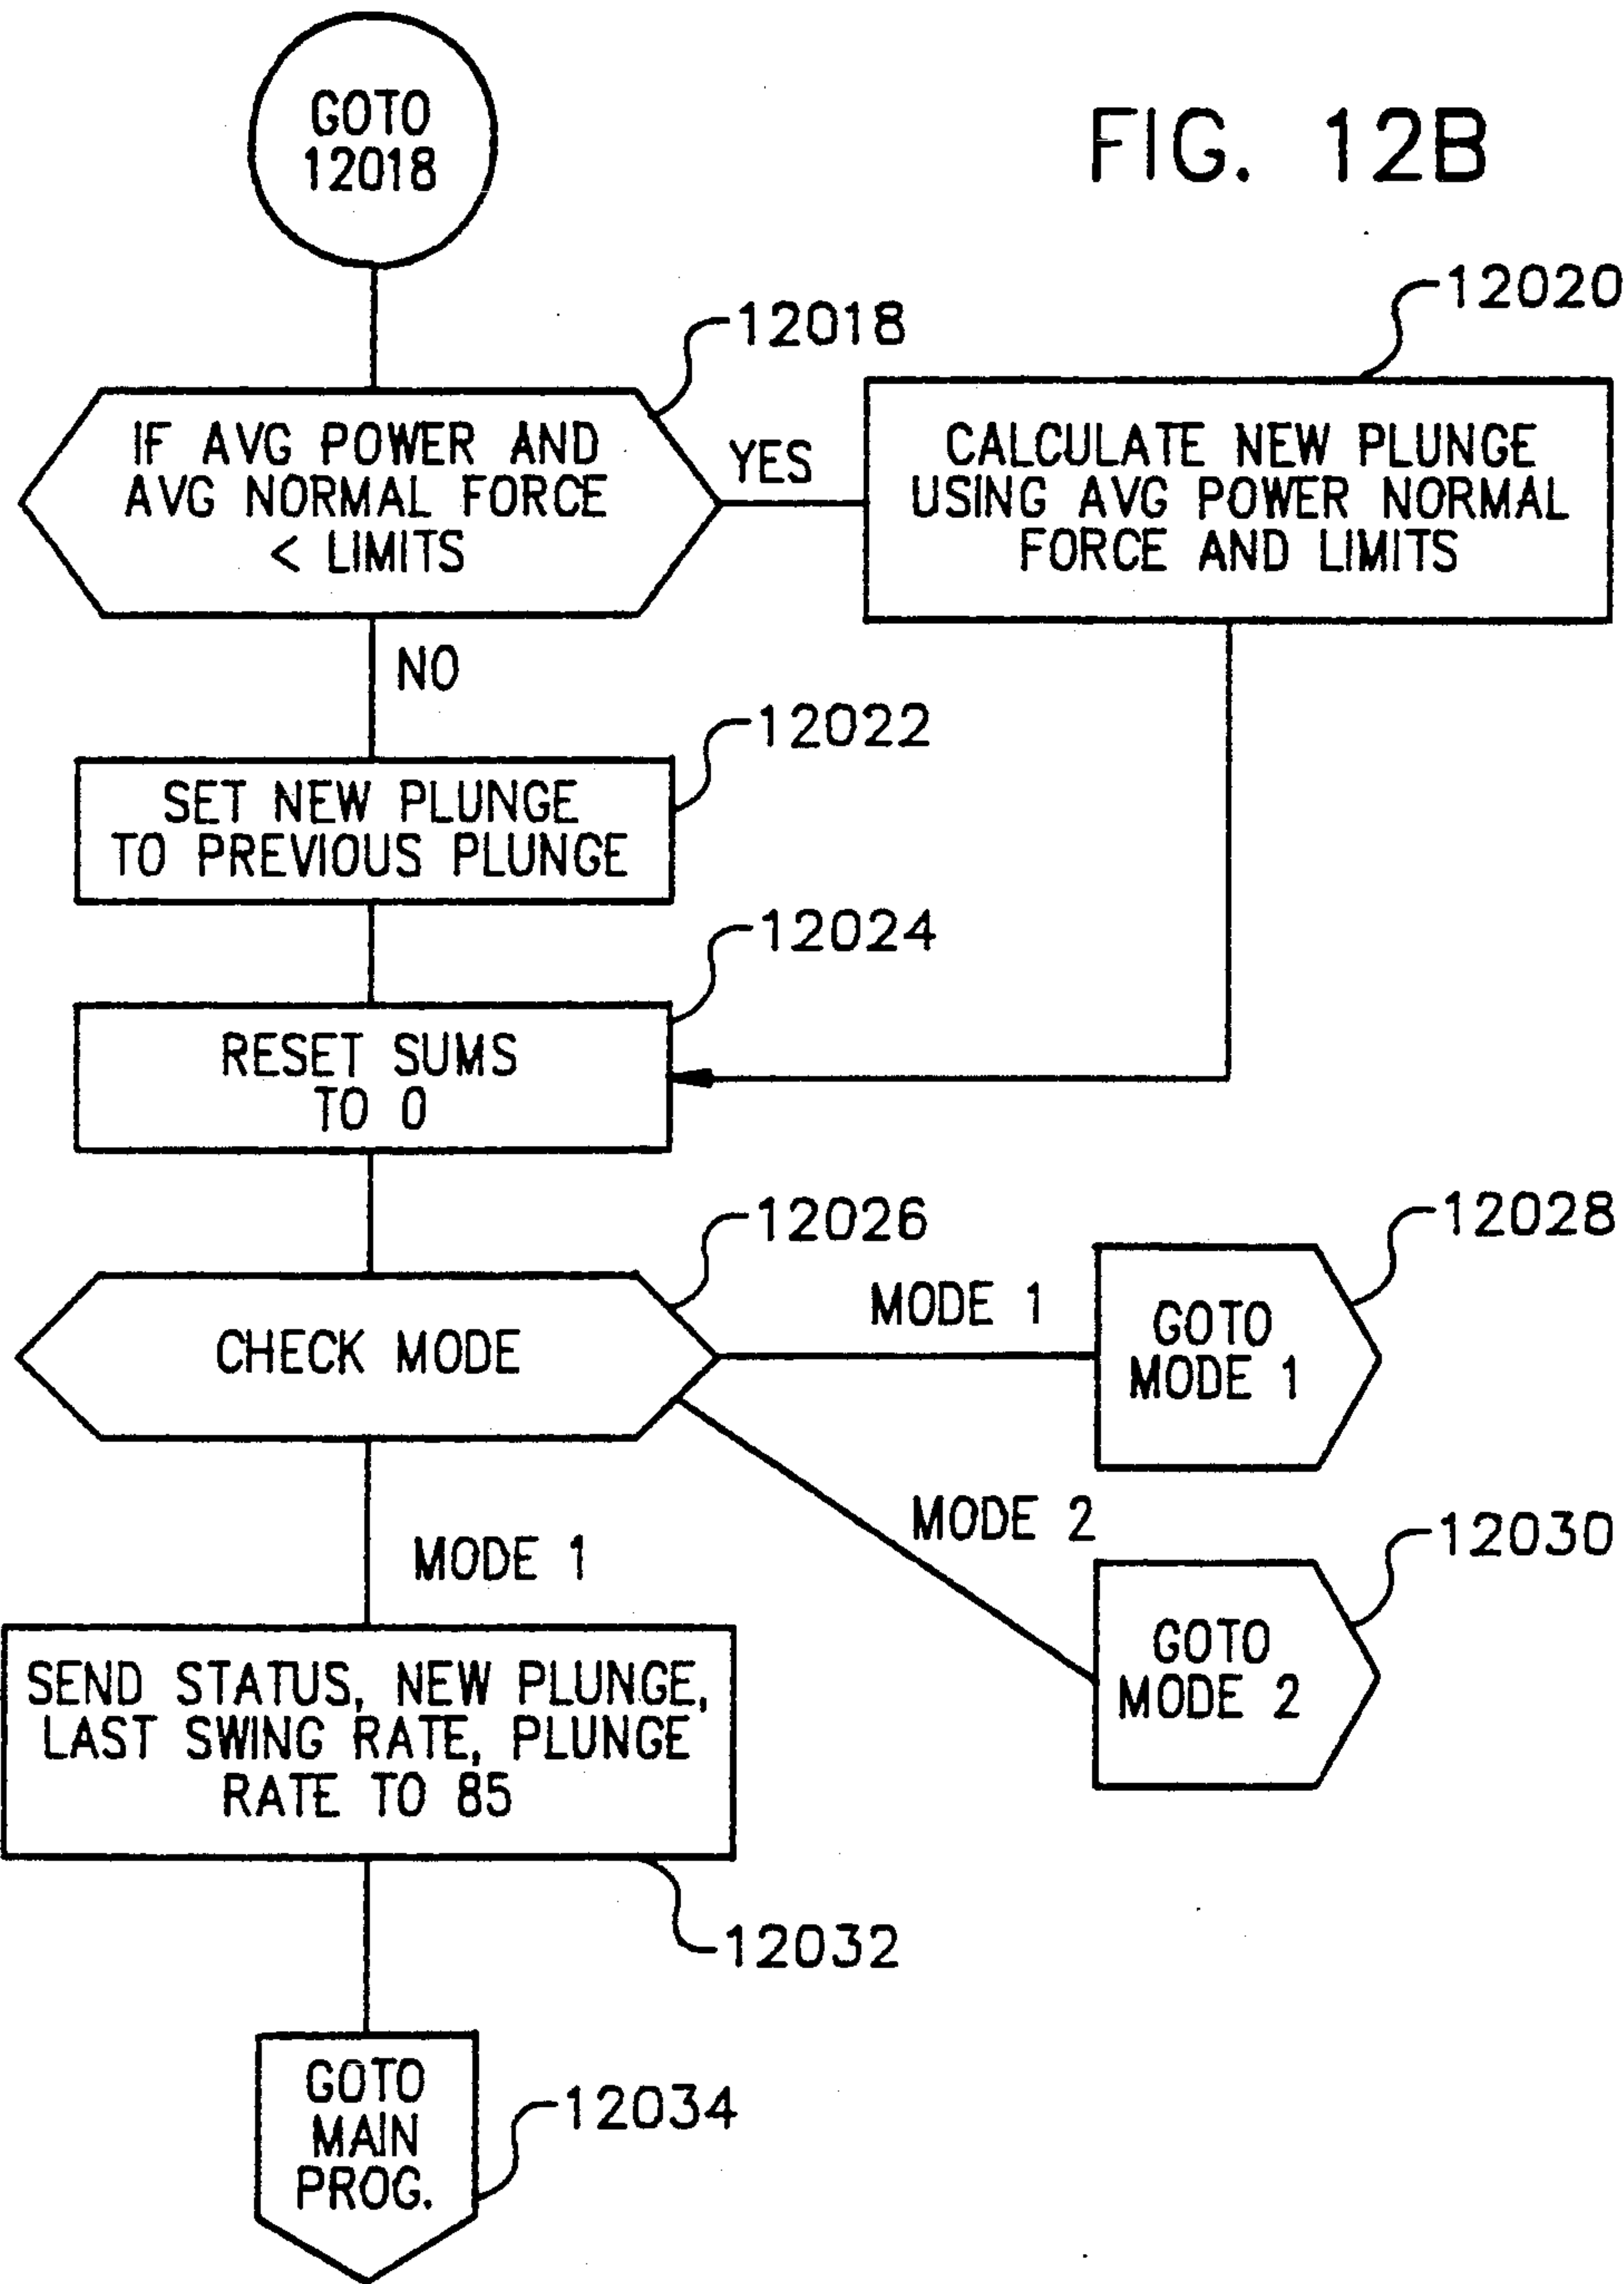 FIG. 12B
GOTO
12018
12018
IF AVG POWER AND
AVG NORMAL FORCE
< LIMITS
YES
12020
CALCULATE NEW PLUNGE
USING AVG POWER NORMAL
FORCE AND LIMITS
NO
12022
SET NEW PLUNGE
TO PREVIOUS PLUNGE
12024
RESET SUMS
TO 0
12026
CHECK MODE
MODE 1
12028
GOTO
MODE 1
MODE 2
12030
GOTO
MODE 2
MODE 1
SEND STATUS, NEW PLUNGE,
LAST SWING RATE, PLUNGE
RATE TO 85
12032
GOTO
MAIN
PROG.
12034